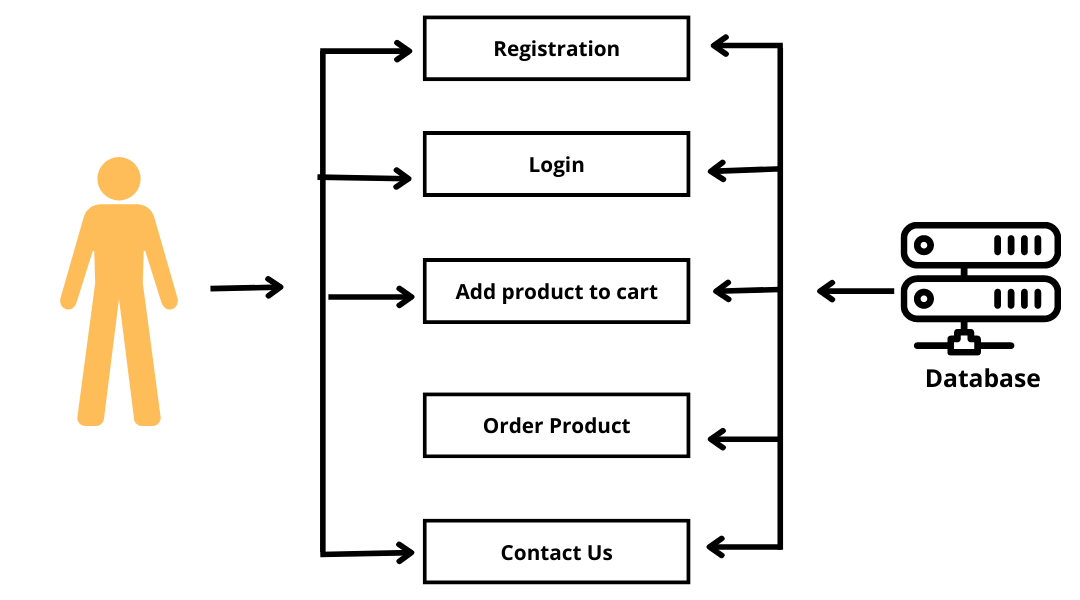 Registration
Login
Add product to cart
Order Product
Contact Us
Database